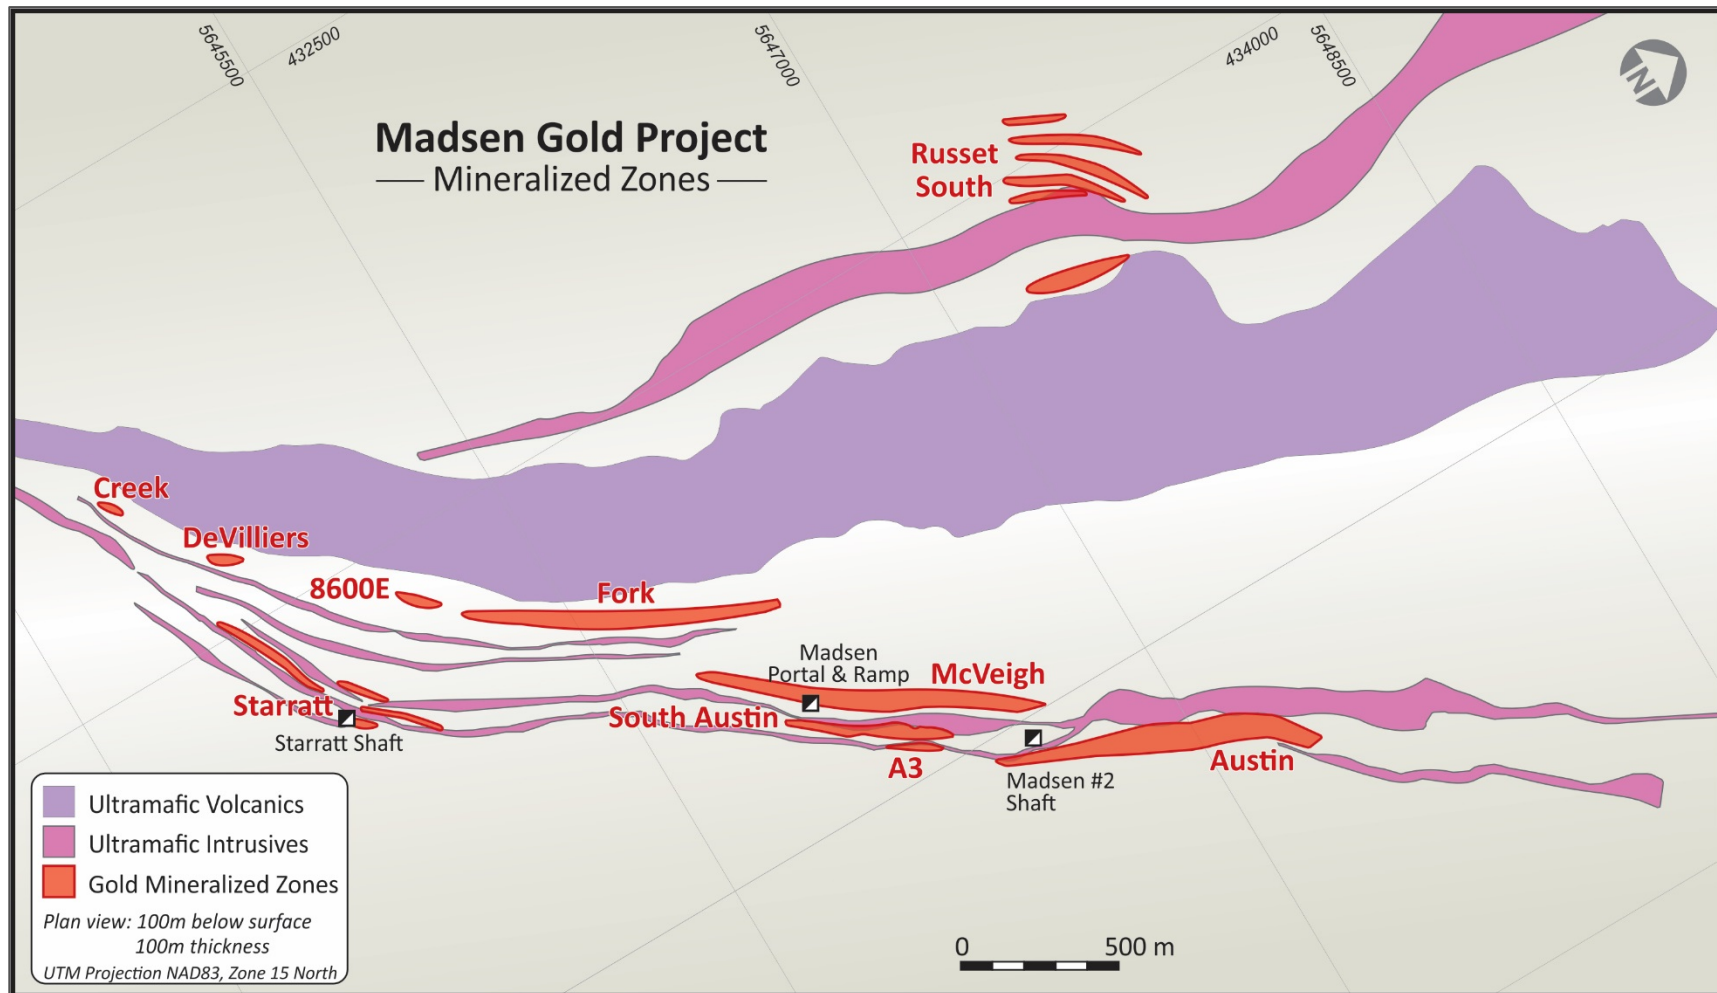 5645500
432500
5647000
434000
5648500
N
Madsen Gold Project
Mineralized Zones
Russet
South
Creek
DeVilliers
8600E
Fork
Madsen
Portal & Ramp
McVeigh
Starratt
South Austin
Starratt Shaft
A3
Austin
Madsen #2
Shaft
Ultramafic Volcanics
Ultramafic Intrusives
Gold Mineralized Zones
Plan view: 100m below surface
100m thickness
UTM Projection NAD83, Zone 15 North
0 500 m